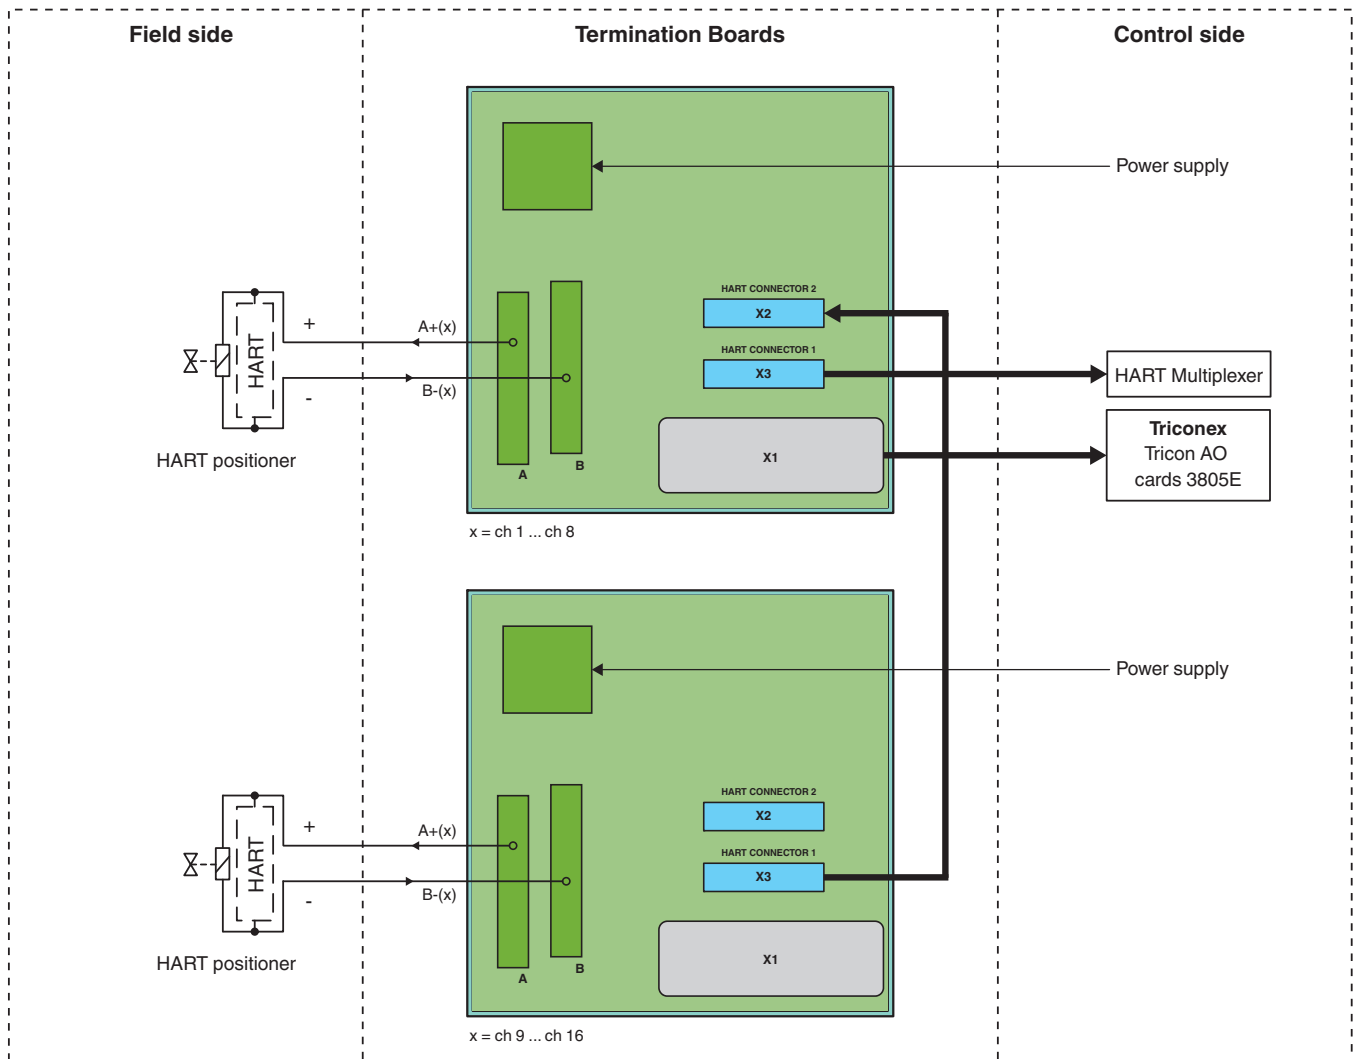 Field side
Termination Boards
Control side
Power supply
HART CONNECTOR 2
X2
HART CONNECTOR 1
X3
X1
HART Multiplexer
Triconex
Tricon AO
cards 3805E
+
A+(x)
HART
B-(x)
-
HART positioner
A
B
x = ch 1 ... ch 8
Power supply
HART CONNECTOR 2
X2
HART CONNECTOR 1
X3
X1
+
A+(x)
HART
B-(x)
-
HART positioner
A
B
x = ch 9 ... ch 16